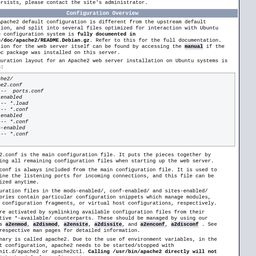 rsists, please contact the site's administrator.
Configuration Overview
pache2 default configuration is different from the upstream default
ion, and split into several files optimized for interaction with Ubuntu
e configuration system is fully documented in
/doc/apache2/README.Debian.gz. Refer to this for the full documentation.
ion for the web server itself can be found by accessing the manual if the
oc package was installed on this server.
guration layout for an Apache2 web server installation on Ubuntu systems is
:
che2/
e2.conf
-- ports.conf
enabled
-- *.load
-- *.conf
enabled
-- *.conf
-enabled
-- *.conf
2.conf is the main configuration file. It puts the pieces together by
ing all remaining configuration files when starting up the web server.
conf is always included from the main configuration file. It is used to
ine the listening ports for incoming connections, and this file can be
ized anytime.
uration files in the mods-enabled/, conf-enabled/ and sites-enabled/
ories contain particular configuration snippets which manage modules,
configuration fragments, or virtual host configurations, respectively.
re activated by symlinking available configuration files from their
tive *-available/ counterparts. These should be managed by using our
s a2enmod, a2dismod, a2ensite, a2dissite, and a2enconf, a2disconf . See
respective man pages for detailed information.
nary is called apache2. Due to the use of environment variables, in the
t configuration, apache2 needs to be started/stopped with
nit.d/apache2 or apache2ctl. Calling /usr/bin/apache2 directly will not